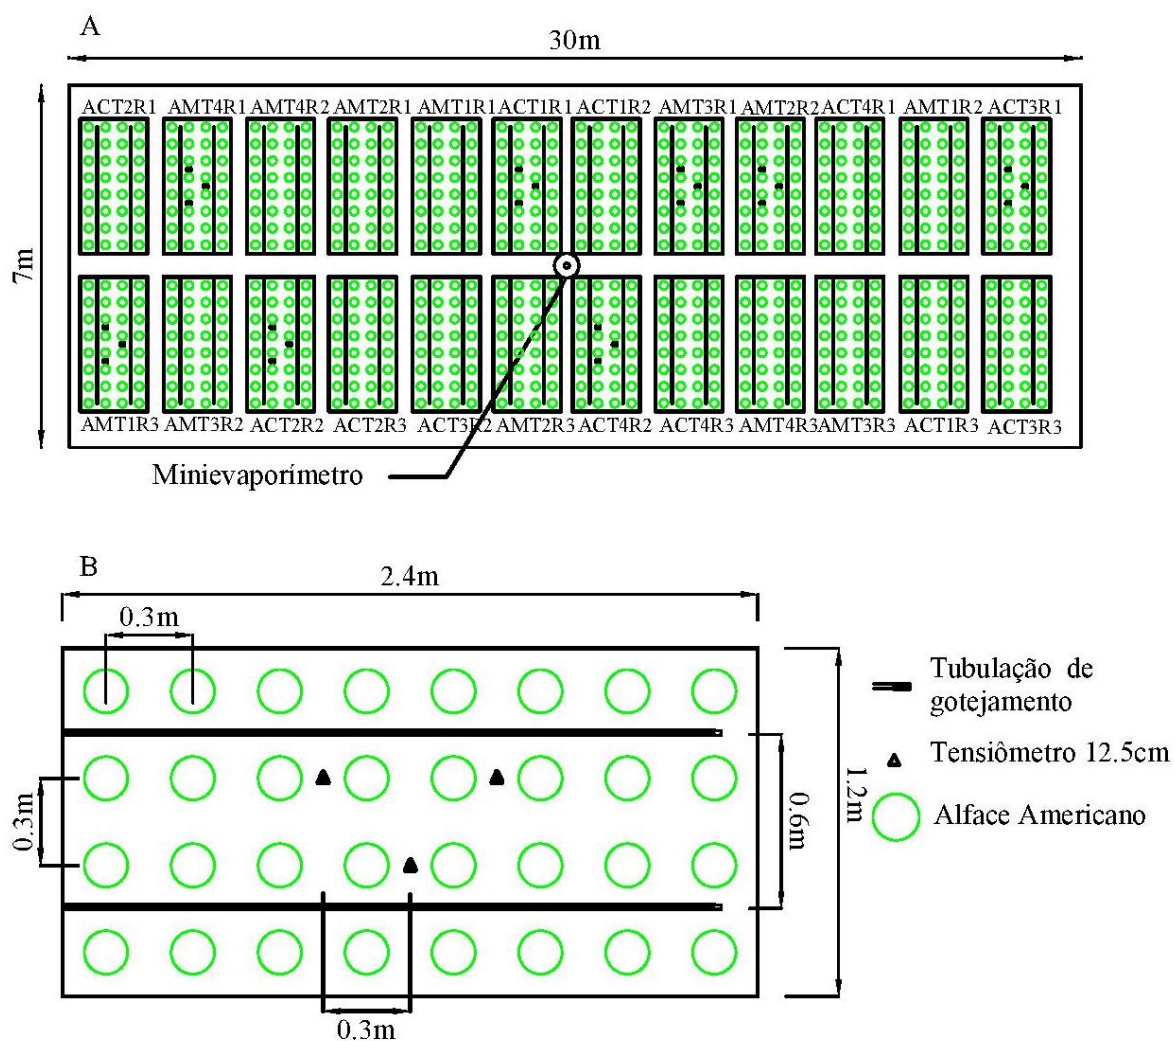 A
30m
ACT2R1 AMT4R1 AMT4R2 AMT2R1 AMT1R1 ACT1R1 ACT1R2 AMT3R1 AMT2R2 ACT4R1 AMT1R2 ACT3R1
7m
AMT1R3 AMT3R2 ACT2R2 ACT2R3 ACT3R2 AMT2R3 ACT4R2 ACT4R3 AMT4R3 AMT3R3 ACT1R3 ACT3R3
Minievaporímetro
B
2.4m
0.3m
0.3m
0.3m
0.6m
1.2m
Tubulação de
gotejamento
Tensiômetro 12.5cm
Alface Americano